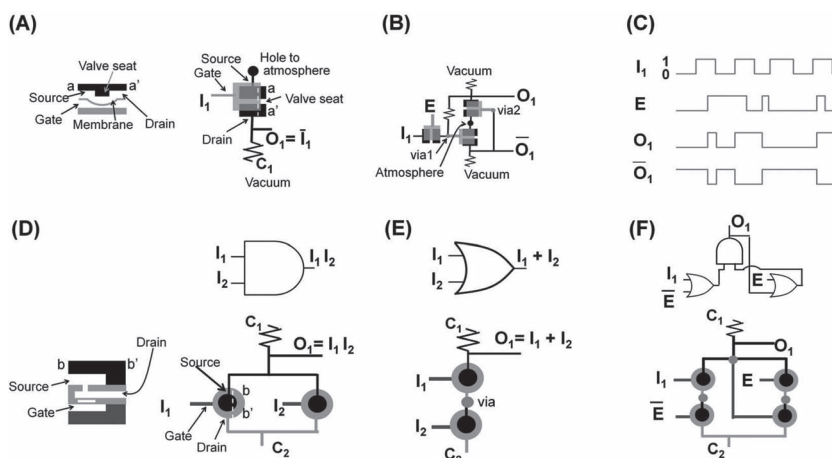 (A)
Valve seat
a a'
Source
Gate
Membrane
Drain
Source
Gate
Hole to
atmosphere
I1
a
Valve seat
a'
Drain
O1 = Ī1
C1
Vacuum
(B)
Vacuum
O1
E
via2
I1
via1
Atmosphere
Ō1
Vacuum
(C)
I1 1
0
E
O1
Ō1
(D)
I1
I2
I1 I2
b b'
Drain
Source
Gate
C1
O1= I1 I2
Source
b
I1
b'
I2
Gate
Drain
C2
(E)
I1
I2
I1 + I2
C1
O1= I1 + I2
I1
via
I2
C2
(F)
O1
I1
Ē
E
C1
O1
I1
E
Ē
C2